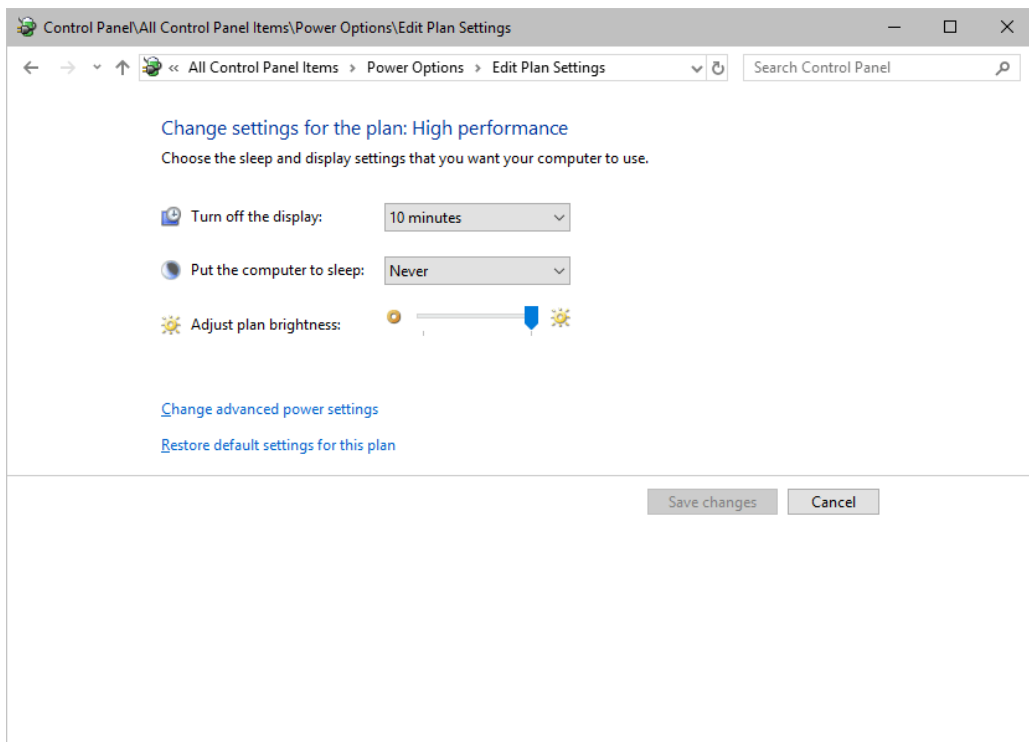 Control Panel\All Control Panel Items\Power Options\Edit Plan Settings
« All Control Panel Items › Power Options › Edit Plan Settings
Search Control Panel
Change settings for the plan: High performance
Choose the sleep and display settings that you want your computer to use.
Turn off the display: 10 minutes
Put the computer to sleep: Never
Adjust plan brightness:
Change advanced power settings
Restore default settings for this plan
Save changes Cancel